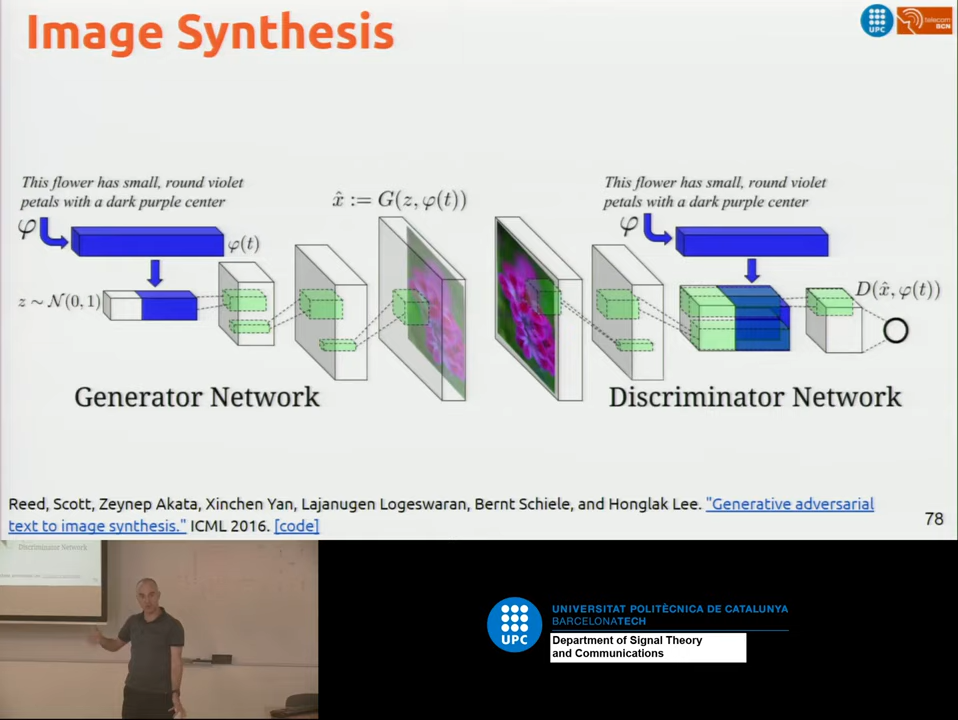 Image Synthesis
UPC
telecom
BCN
This flower has small, round violet
petals with a dark purple center
φ
φ(t)
z ~ N(0,1)
x̂ := G(z, φ(t))
Generator Network
This flower has small, round violet
petals with a dark purple center
φ
D(x̂, φ(t))
Discriminator Network
Reed, Scott, Zeynep Akata, Xinchen Yan, Lajanugen Logeswaran, Bernt Schiele, and Honglak Lee. "Generative adversarial
text to image synthesis." ICML 2016. [code]
78
Discriminator Network
UPC
UNIVERSITAT POLITÈCNICA DE CATALUNYA
BARCELONATECH
Department of Signal Theory
and Communications